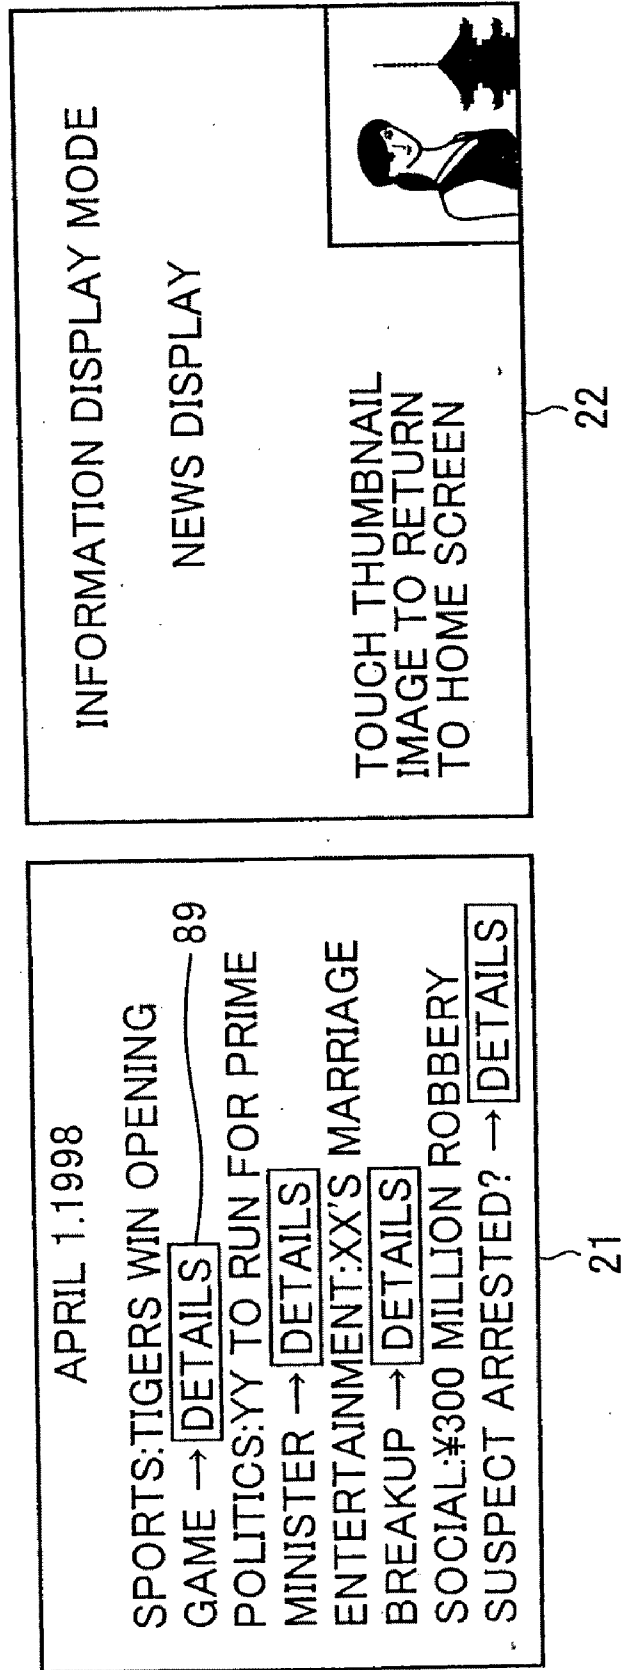 APRIL 1.1998
SPORTS:TIGERS WIN OPENING
GAME → DETAILS
89
POLITICS:YY TO RUN FOR PRIME
MINISTER → DETAILS
ENTERTAINMENT:XX'S MARRIAGE
BREAKUP → DETAILS
SOCIAL:¥300 MILLION ROBBERY
SUSPECT ARRESTED? → DETAILS
21
INFORMATION DISPLAY MODE
NEWS DISPLAY
TOUCH THUMBNAIL
IMAGE TO RETURN
TO HOME SCREEN
22